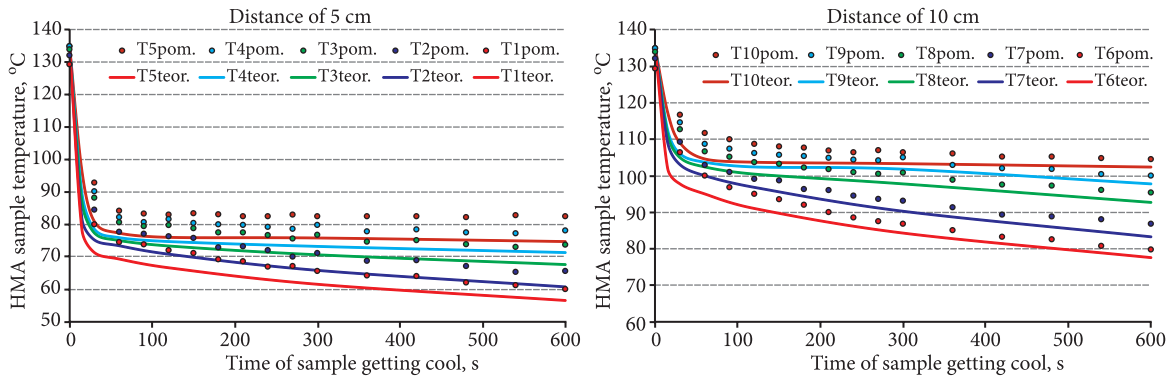 Distance of 5 cm
140
130
120
110
100
90
80
70
60
50
HMA sample temperature, °C
T5pom. T4pom. T3pom. T2pom. T1pom.
T5teor. T4teor. T3teor. T2teor. T1teor.
0 100 200 300 400 500 600
Time of sample getting cool, s
Distance of 10 cm
140
130
120
110
100
90
80
70
60
HMA sample temperature, °C
T10pom. T9pom. T8pom. T7pom. T6pom.
T10teor. T9teor. T8teor. T7teor. T6teor.
0 100 200 300 400 500 600
Time of sample getting cool, s